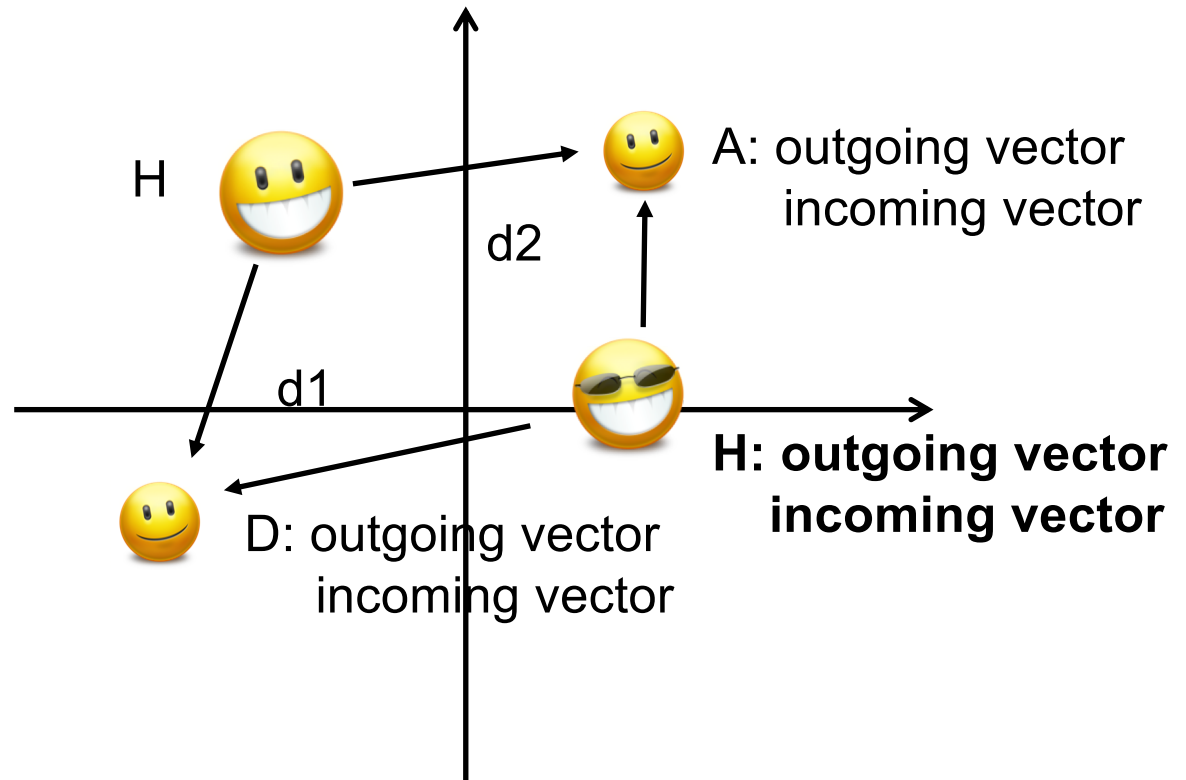 H
A: outgoing vector
incoming vector
d2
d1
H: outgoing vector
incoming vector
D: outgoing vector
incoming vector